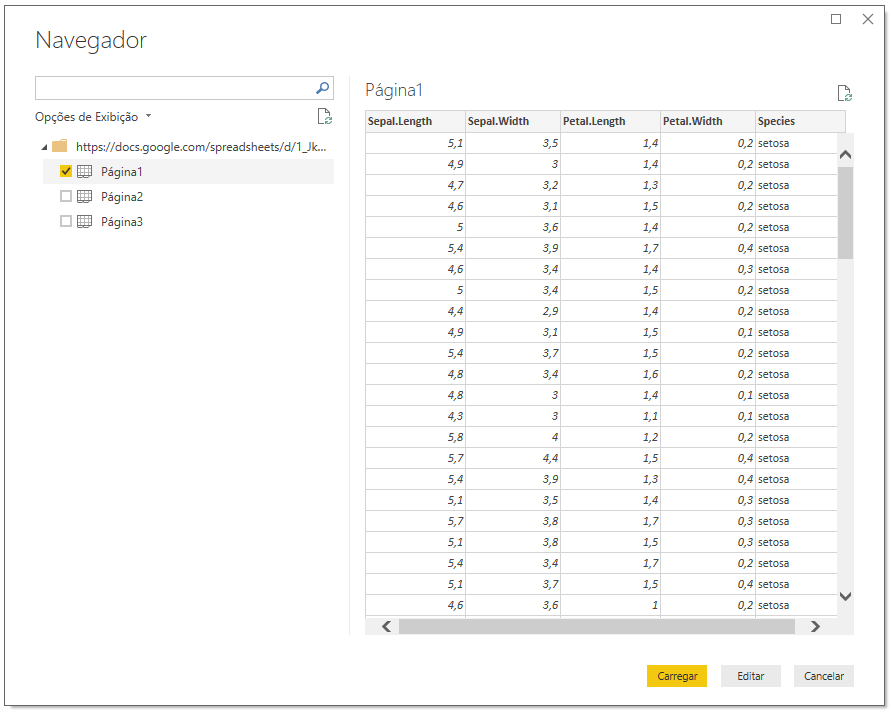 Navegador
Opções de Exibição
https://docs.google.com/spreadsheets/d/1_Jk...
Página1
Página2
Página3
Página1
Sepal.Length Sepal.Width Petal.Length Petal.Width Species
5,1 3,5 1,4 0,2 setosa
4,9 3 1,4 0,2 setosa
4,7 3,2 1,3 0,2 setosa
4,6 3,1 1,5 0,2 setosa
5 3,6 1,4 0,2 setosa
5,4 3,9 1,7 0,4 setosa
4,6 3,4 1,4 0,3 setosa
5 3,4 1,5 0,2 setosa
4,4 2,9 1,4 0,2 setosa
4,9 3,1 1,5 0,1 setosa
5,4 3,7 1,5 0,2 setosa
4,8 3,4 1,6 0,2 setosa
4,8 3 1,4 0,1 setosa
4,3 3 1,1 0,1 setosa
5,8 4 1,2 0,2 setosa
5,7 4,4 1,5 0,4 setosa
5,4 3,9 1,3 0,4 setosa
5,1 3,5 1,4 0,3 setosa
5,7 3,8 1,7 0,3 setosa
5,1 3,8 1,5 0,3 setosa
5,4 3,4 1,7 0,2 setosa
5,1 3,7 1,5 0,4 setosa
4,6 3,6 1 0,2 setosa
Carregar Editar Cancelar